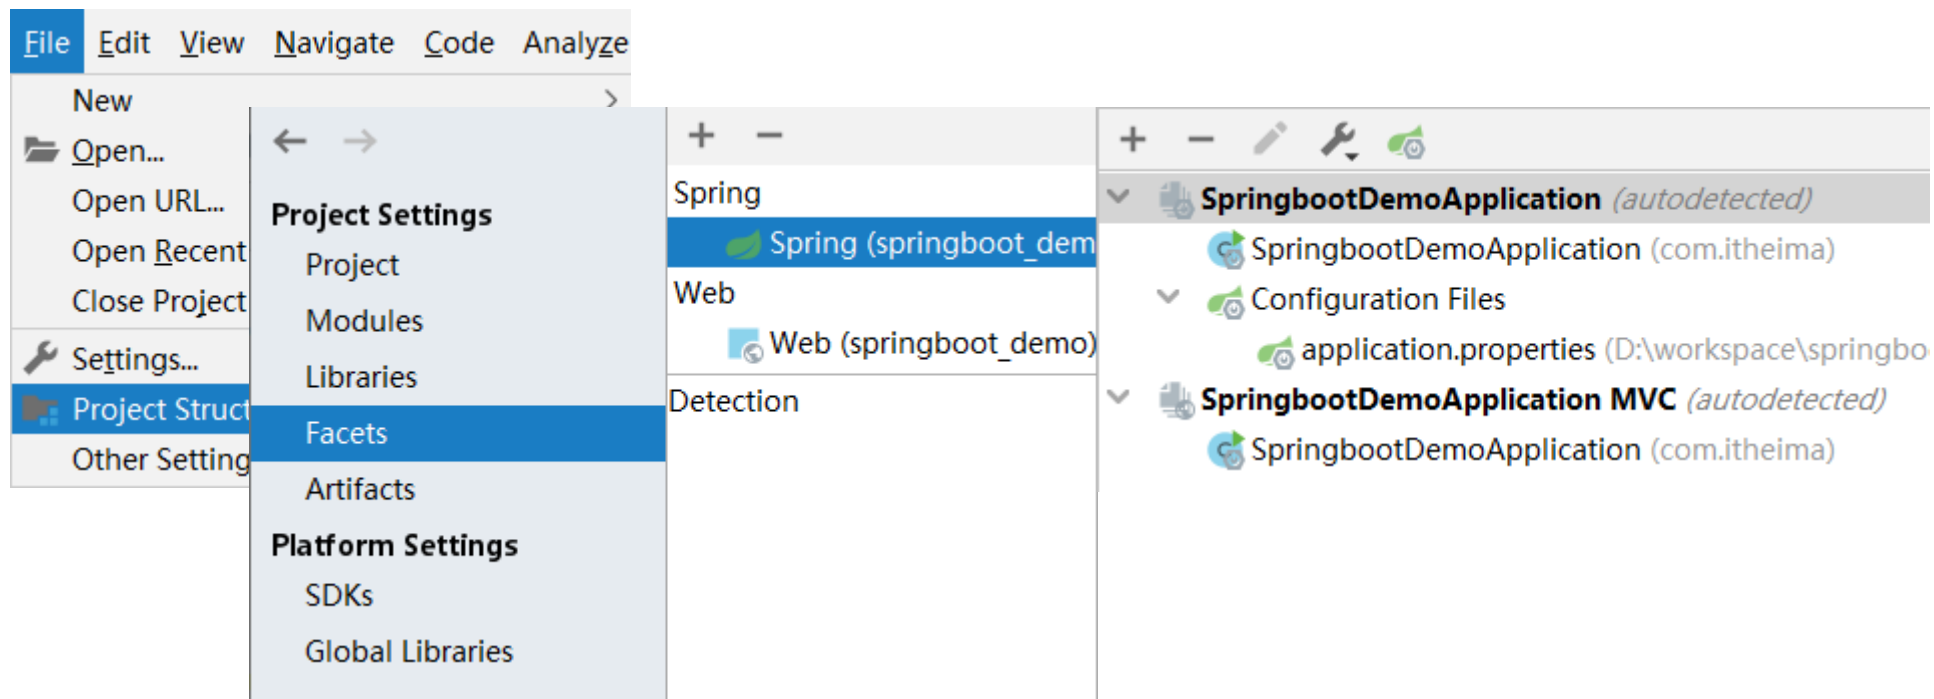 File Edit View Navigate Code Analyze
New
Open...
Open URL...
Open Recent
Close Project
Settings...
Project Struct
Other Setting
Project Settings
Project
Modules
Libraries
Facets
Artifacts
Platform Settings
SDKs
Global Libraries
Spring
Spring (springboot_dem
Web
Web (springboot_demo)
Detection
SpringbootDemoApplication (autodetected)
SpringbootDemoApplication (com.itheima)
Configuration Files
application.properties (D:\workspace\springbo
SpringbootDemoApplication MVC (autodetected)
SpringbootDemoApplication (com.itheima)